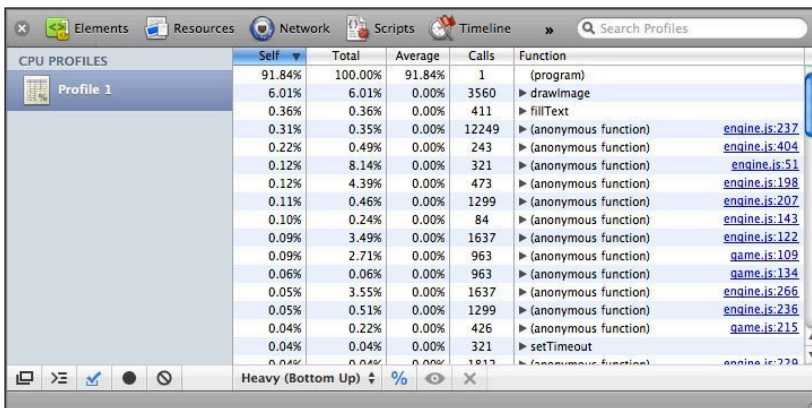 Elements Resources Network Scripts Timeline » Search Profiles
CPU PROFILES
Profile 1
Self Total Average Calls Function
91.84% 100.00% 91.84% 1 (program)
6.01% 6.01% 0.00% 3560 drawImage
0.36% 0.36% 0.00% 411 fillText
0.31% 0.35% 0.00% 12249 (anonymous function) engine.js:237
0.22% 0.49% 0.00% 243 (anonymous function) engine.js:404
0.12% 8.14% 0.00% 321 (anonymous function) engine.js:51
0.12% 4.39% 0.00% 473 (anonymous function) engine.js:198
0.11% 0.46% 0.00% 1299 (anonymous function) engine.js:207
0.10% 0.24% 0.00% 84 (anonymous function) engine.js:143
0.09% 3.49% 0.00% 1637 (anonymous function) engine.js:122
0.09% 2.71% 0.00% 963 (anonymous function) game.js:109
0.06% 0.06% 0.00% 963 (anonymous function) game.js:134
0.05% 3.55% 0.00% 1637 (anonymous function) engine.js:266
0.05% 0.51% 0.00% 1299 (anonymous function) engine.js:236
0.04% 0.22% 0.00% 426 (anonymous function) game.js:215
0.04% 0.04% 0.00% 321 setTimeout
0.04% 0.04% 0.00% (anonymous function)
Heavy (Bottom Up) %